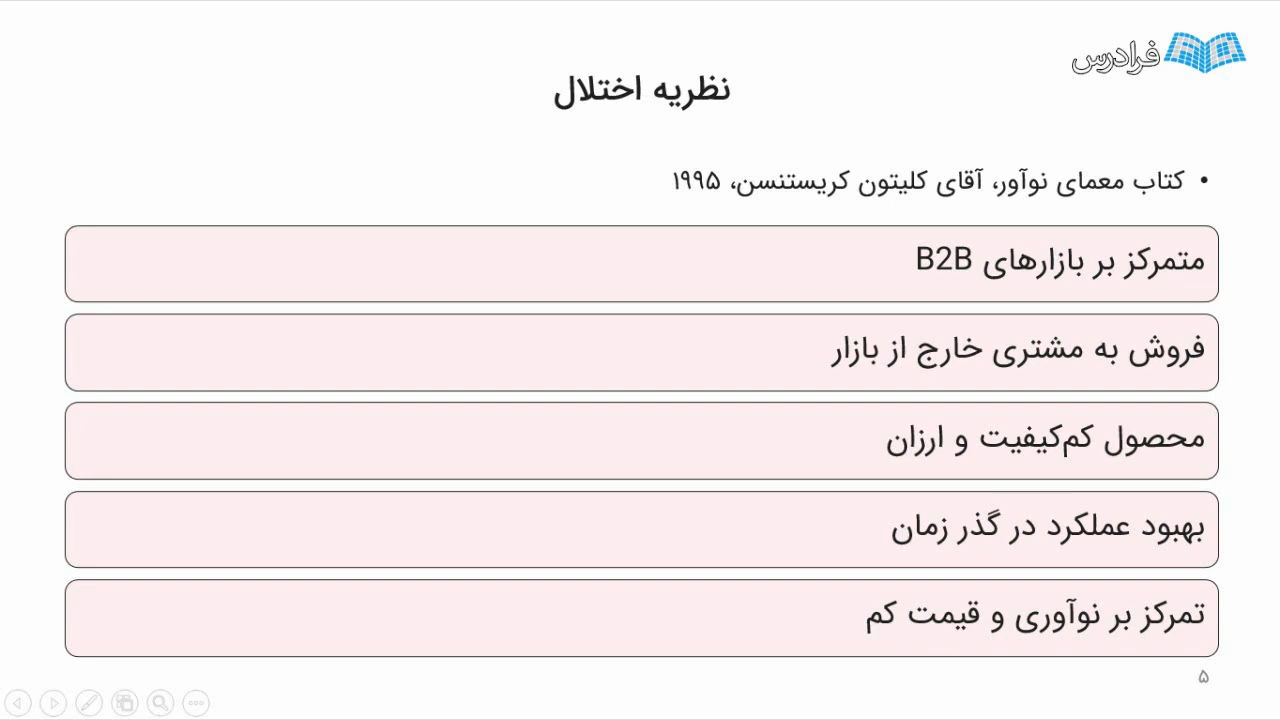 فرادرس
نظریه اختلال
• کتاب معمای نوآور، آقای کلیتون کریستنسن، ۱۹۹۵
متمرکز بر بازارهای B2B
فروش به مشتری خارج از بازار
محصول کم‌کیفیت و ارزان
بهبود عملکرد در گذر زمان
تمرکز بر نوآوری و قیمت کم
۵